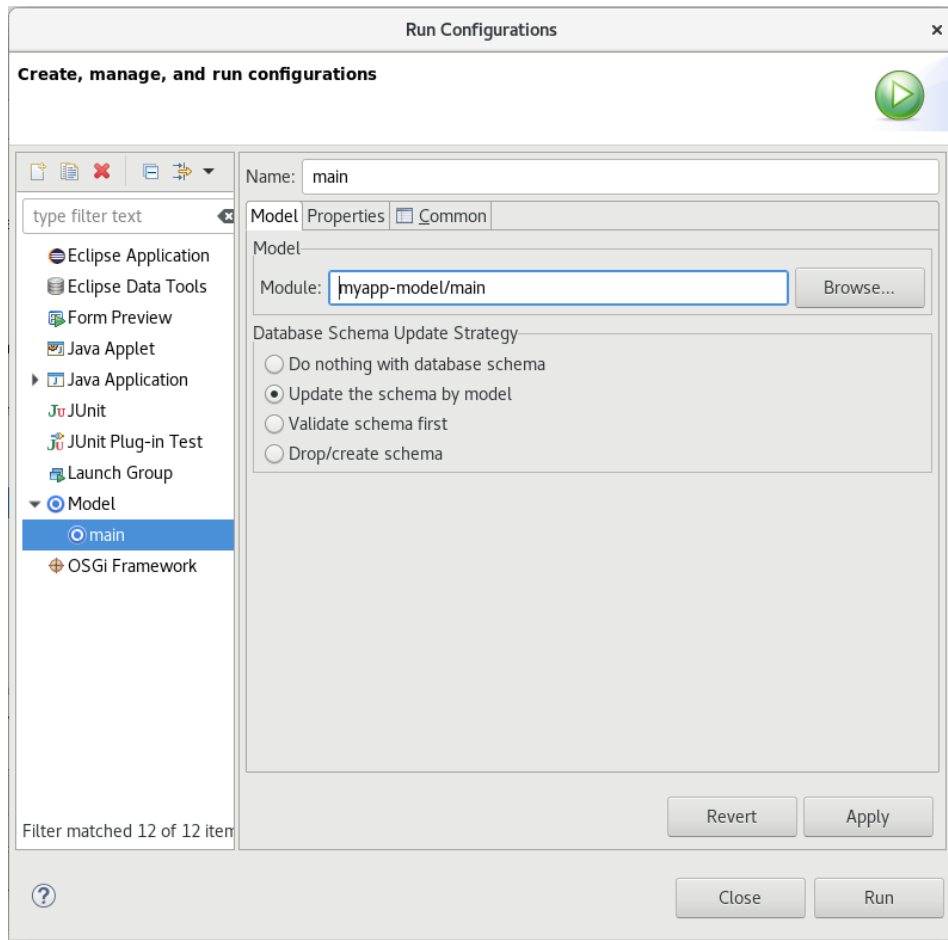 Run Configurations
Create, manage, and run configurations
Name: main
type filter text
Model Properties Common
Eclipse Application
Eclipse Data Tools
Form Preview
Java Applet
Java Application
JUnit
JUnit Plug-in Test
Launch Group
Model
main
OSGi Framework
Filter matched 12 of 12 item
Model
Module: myapp-model/main Browse...
Database Schema Update Strategy
Do nothing with database schema
Update the schema by model
Validate schema first
Drop/create schema
Revert Apply
Close Run